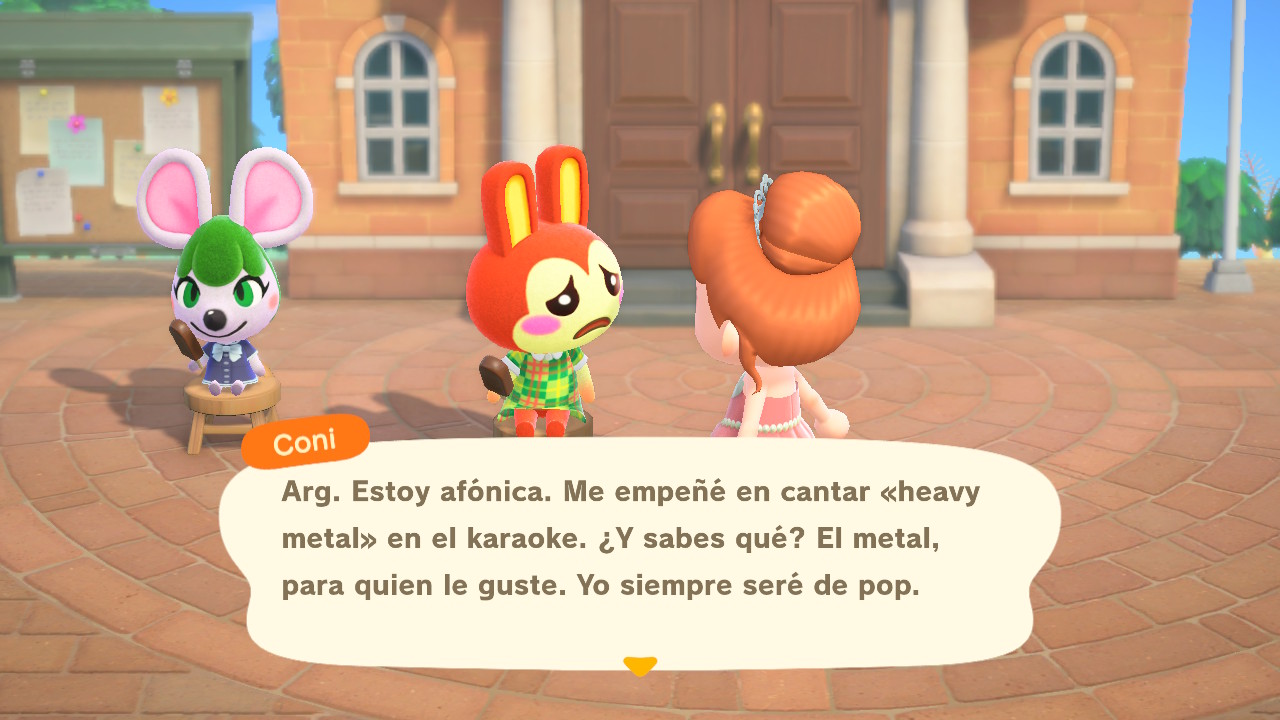 Coni
Arg. Estoy afónica. Me empeñé en cantar «heavy
metal» en el karaoke. ¿Y sabes qué? El metal,
para quien le guste. Yo siempre seré de pop.